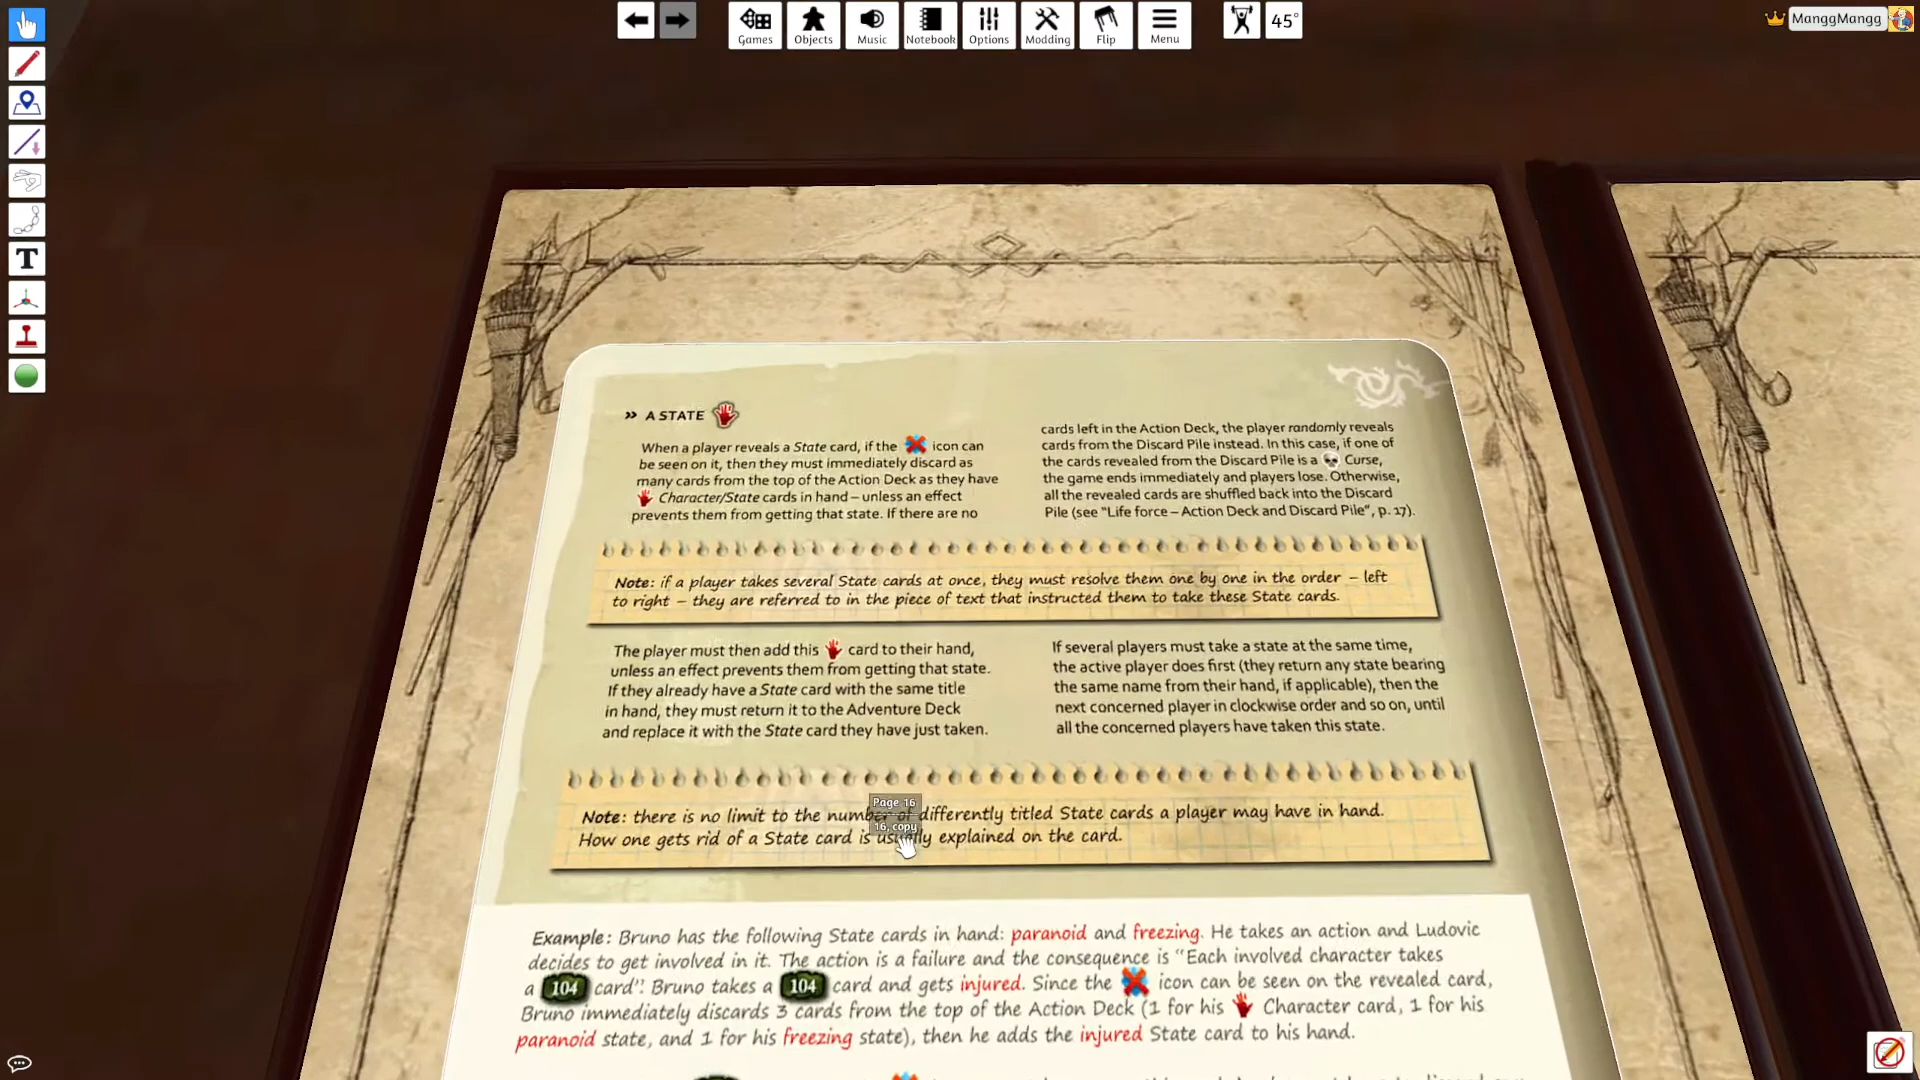 Games
Objects
Music
Notebook
Options
Modding
Flip
Menu
45°
ManggMangg
T
>> A STATE
When a player reveals a State card, if the icon can
be seen on it, then they must immediately discard as
many cards from the top of the Action Deck as they have
Character/State cards in hand – unless an effect
prevents them from getting that state. If there are no
cards left in the Action Deck, the player randomly reveals
cards from the Discard Pile instead. In this case, if one of
the cards revealed from the Discard Pile is a Curse,
the game ends immediately and players lose. Otherwise,
all the revealed cards are shuffled back into the Discard
Pile (see “Life force – Action Deck and Discard Pile”, p. 17).
Note: if a player takes several State cards at once, they must resolve them one by one in the order – left
to right – they are referred to in the piece of text that instructed them to take these State cards.
The player must then add this card to their hand,
unless an effect prevents them from getting that state.
If they already have a State card with the same title
in hand, they must return it to the Adventure Deck
and replace it with the State card they have just taken.
If several players must take a state at the same time,
the active player does first (they return any state bearing
the same name from their hand, if applicable), then the
next concerned player in clockwise order and so on, until
all the concerned players have taken this state.
Page 16
16, copy
Note: there is no limit to the number of differently titled State cards a player may have in hand.
How one gets rid of a State card is usually explained on the card.
Example: Bruno has the following State cards in hand: paranoid and freezing. He takes an action and Ludovic
decides to get involved in it. The action is a failure and the consequence is “Each involved character takes
a 104 card”. Bruno takes a 104 card and gets injured. Since the icon can be seen on the revealed card,
Bruno immediately discards 3 cards from the top of the Action Deck (1 for his Character card, 1 for his
paranoid state, and 1 for his freezing state), then he adds the injured State card to his hand.